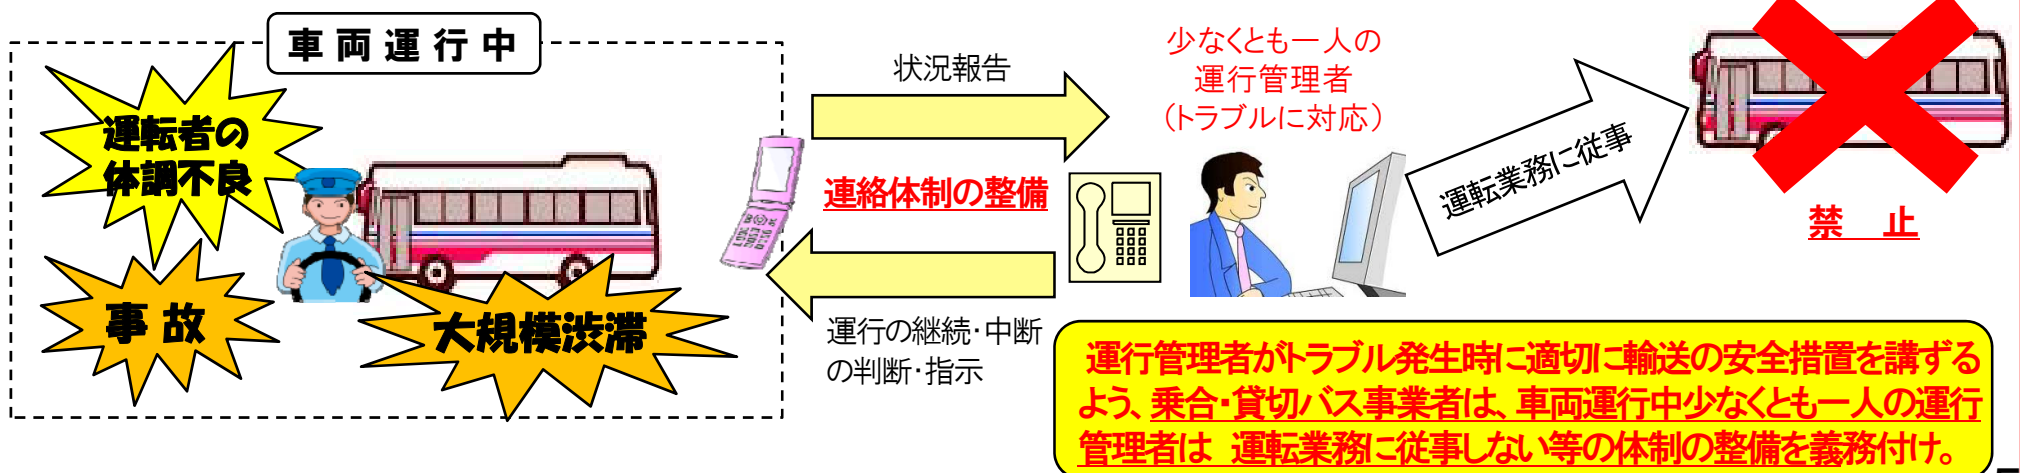 車両運行中
運転者の
体調不良
事故
大規模渋滞
状況報告
連絡体制の整備
運行の継続・中断
の判断・指示
少なくとも一人の
運行管理者
（トラブルに対応）
運転業務に従事
禁　止
運行管理者がトラブル発生時に適切に輸送の安全措置を講ずる
よう、乗合・貸切バス事業者は、車両運行中少なくとも一人の運行
管理者は　運転業務に従事しない等の体制の整備を義務付け。